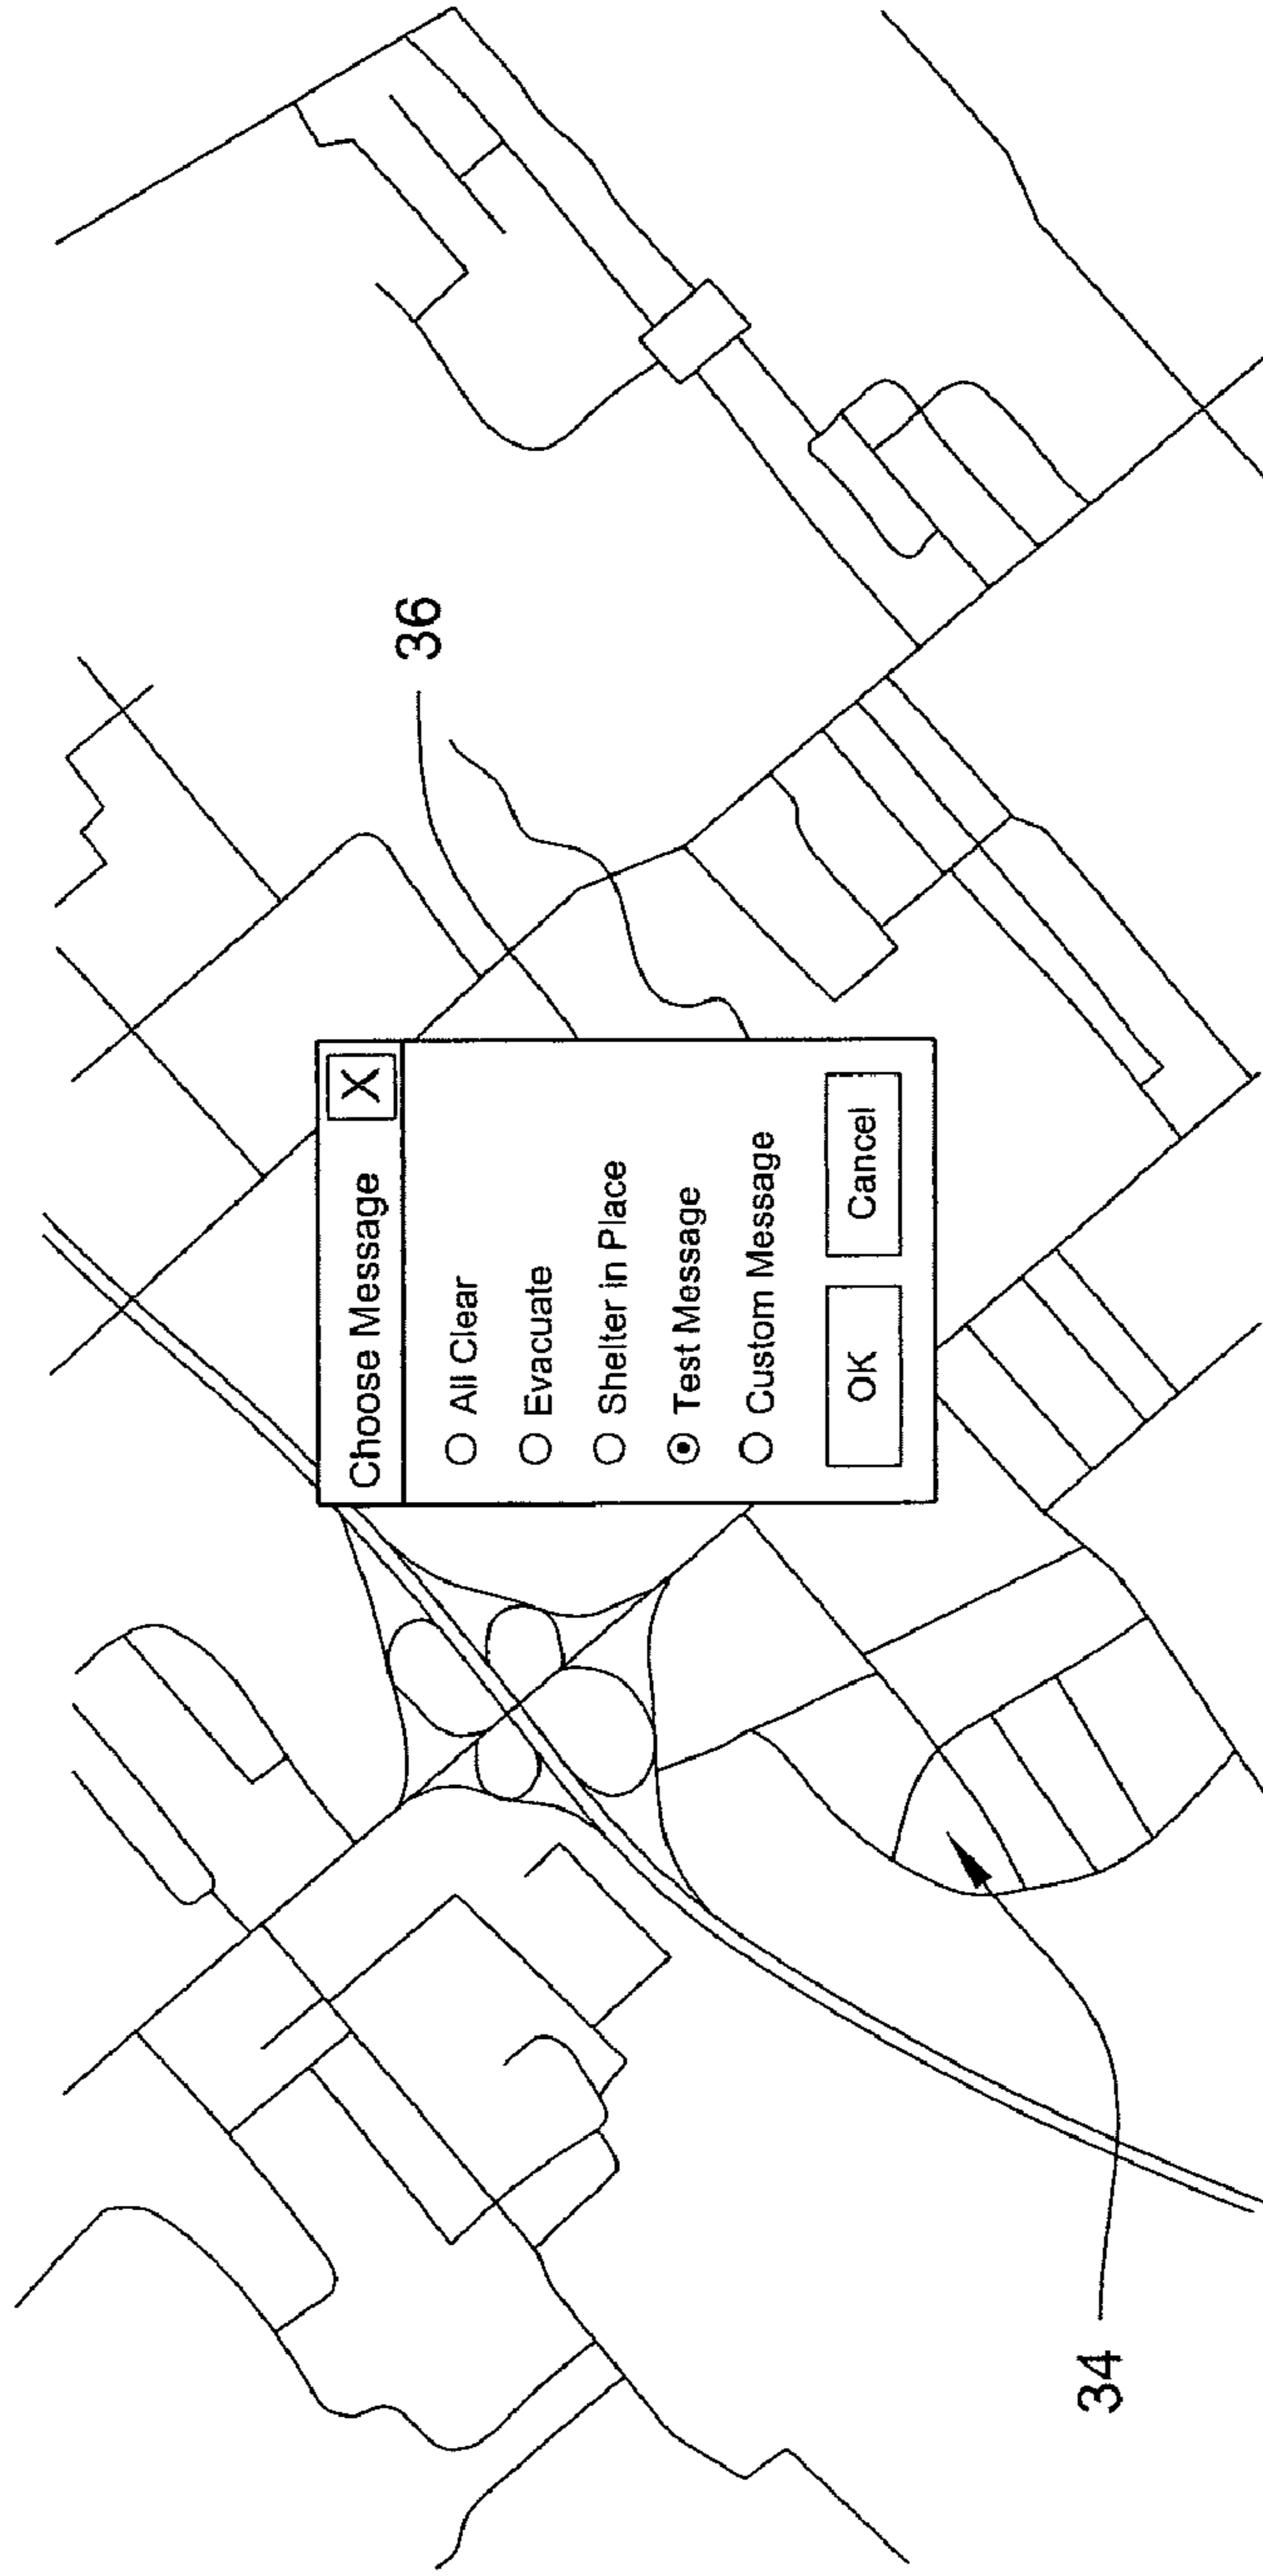 36
Choose Message X
All Clear
Evacuate
Shelter in Place
Test Message
Custom Message
OK Cancel
34